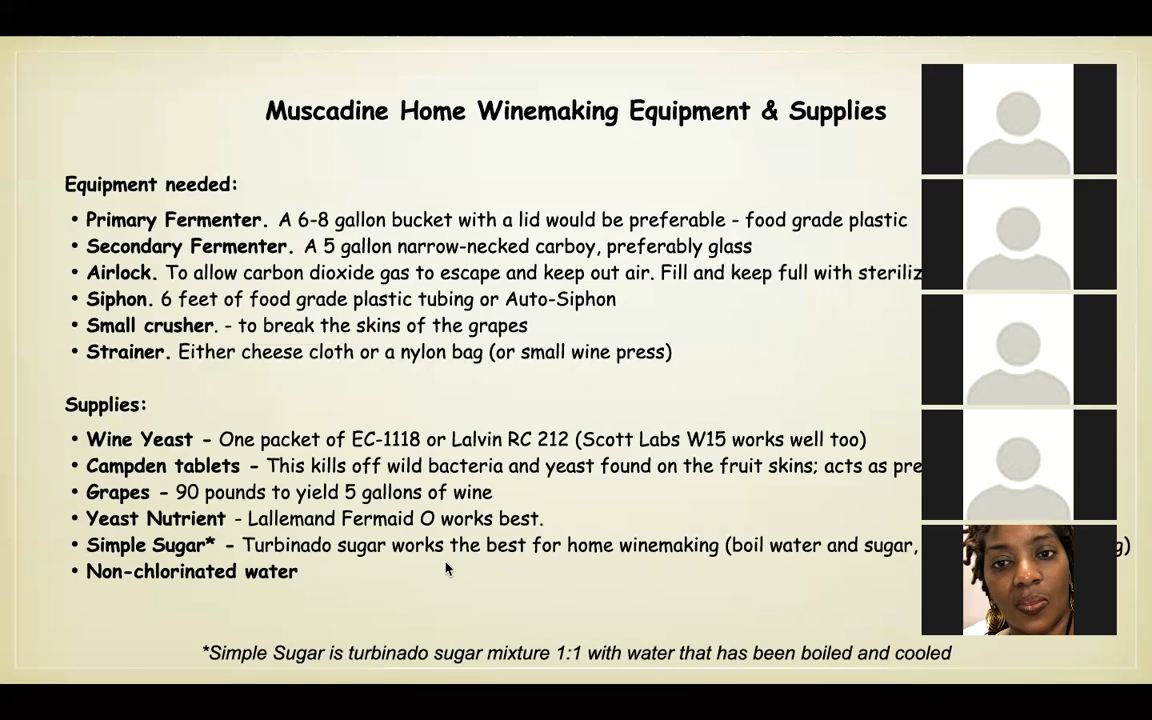 Muscadine Home Winemaking Equipment & Supplies
Equipment needed:
• Primary Fermenter. A 6-8 gallon bucket with a lid would be preferable - food grade plastic
• Secondary Fermenter. A 5 gallon narrow-necked carboy, preferably glass
• Airlock. To allow carbon dioxide gas to escape and keep out air. Fill and keep full with
• Siphon. 6 feet of food grade plastic tubing or Auto-Siphon
• Small crusher. - to break the skins of the grapes
• Strainer. Either cheese cloth or a nylon bag (or small wine press)
Supplies:
• Wine Yeast - One packet of EC-1118 or Lalvin RC 212 (Scott Labs W15 works well too)
• Campden tablets - This kills off wild bacteria and yeast found on the fruit skins; acts as
• Grapes - 90 pounds to yield 5 gallons of wine
• Yeast Nutrient - Lallemand Fermaid O works best.
• Simple Sugar* - Turbinado sugar works the best for home winemaking (boil water and sugar,
• Non-chlorinated water
*Simple Sugar is turbinado sugar mixture 1:1 with water that has been boiled and cooled